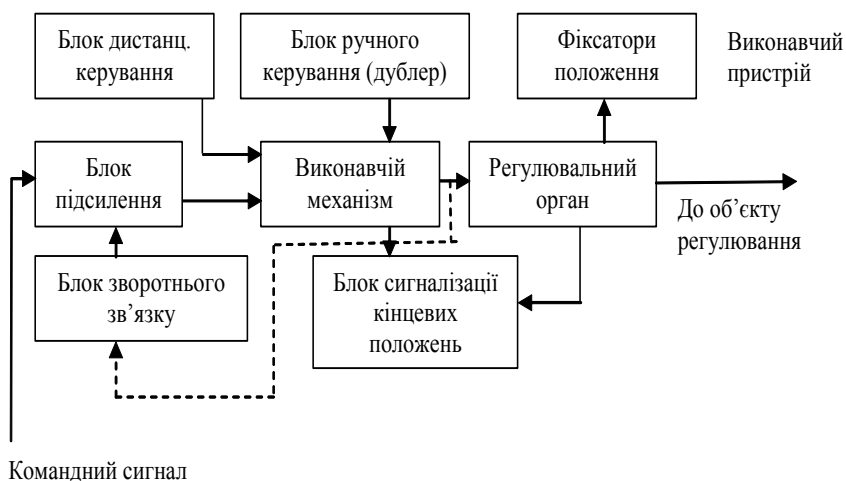 Блок дистанц.
керування
Блок ручного
керування (дублер)
Фіксатори
положення
Виконавчий
пристрій
Блок
підсилення
Виконавчій
механізм
Регулювальний
орган
До об’єкту
регулювання
Блок зворотнього
зв’язку
Блок сигналізації
кінцевих
положень
Командний сигнал